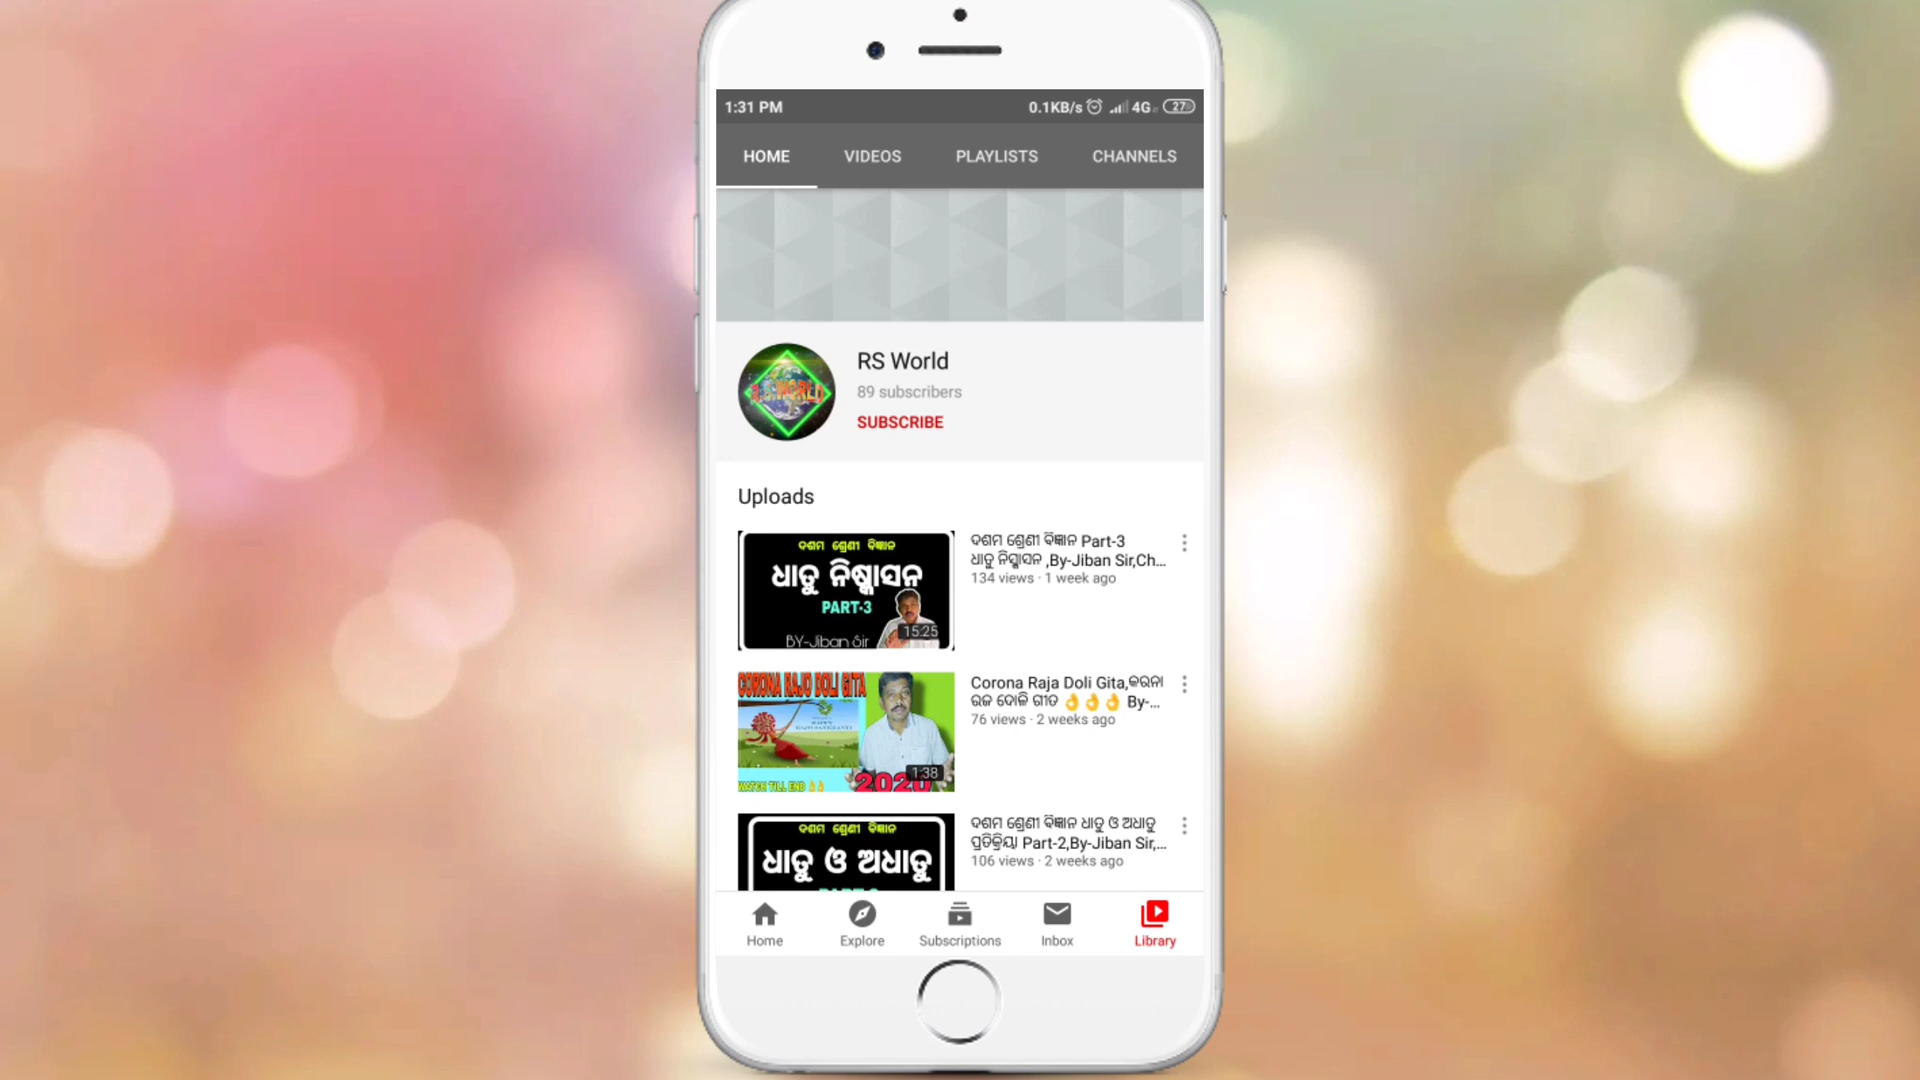 1:31 PM
0.1KB/s 4G 27
HOME VIDEOS PLAYLISTS CHANNELS
RS World
89 subscribers
SUBSCRIBE
R.S.WORLD
Uploads
ଦଶମ ଶ୍ରେଣୀ ବିଜ୍ଞାନ
ଧାତୁ ନିଷ୍କାସନ
PART-3
BY-Jiban Sir
15:25
ଦଶମ ଶ୍ରେଣୀ ବିଜ୍ଞାନ Part-3
ଧାତୁ ନିସ୍କାସନ ,By-Jiban Sir,Ch...
134 views · 1 week ago
CORONA RAJO DOLI GITA
WATCH TILL END 👌👌
2020
1:38
Corona Raja Doli Gita,କରନା
ରଜ ଦୋଳି ଗୀତ 👌👌👌 By-...
76 views · 2 weeks ago
ଦଶମ ଶ୍ରେଣୀ ବିଜ୍ଞାନ
ଧାତୁ ଓ ଅଧାତୁ
ଦଶମ ଶ୍ରେଣୀ ବିଜ୍ଞାନ ଧାତୁ ଓ ଅଧାତୁ
ପ୍ରତିକ୍ରିୟା Part-2,By-Jiban Sir,...
106 views · 2 weeks ago
Home Explore Subscriptions Inbox Library